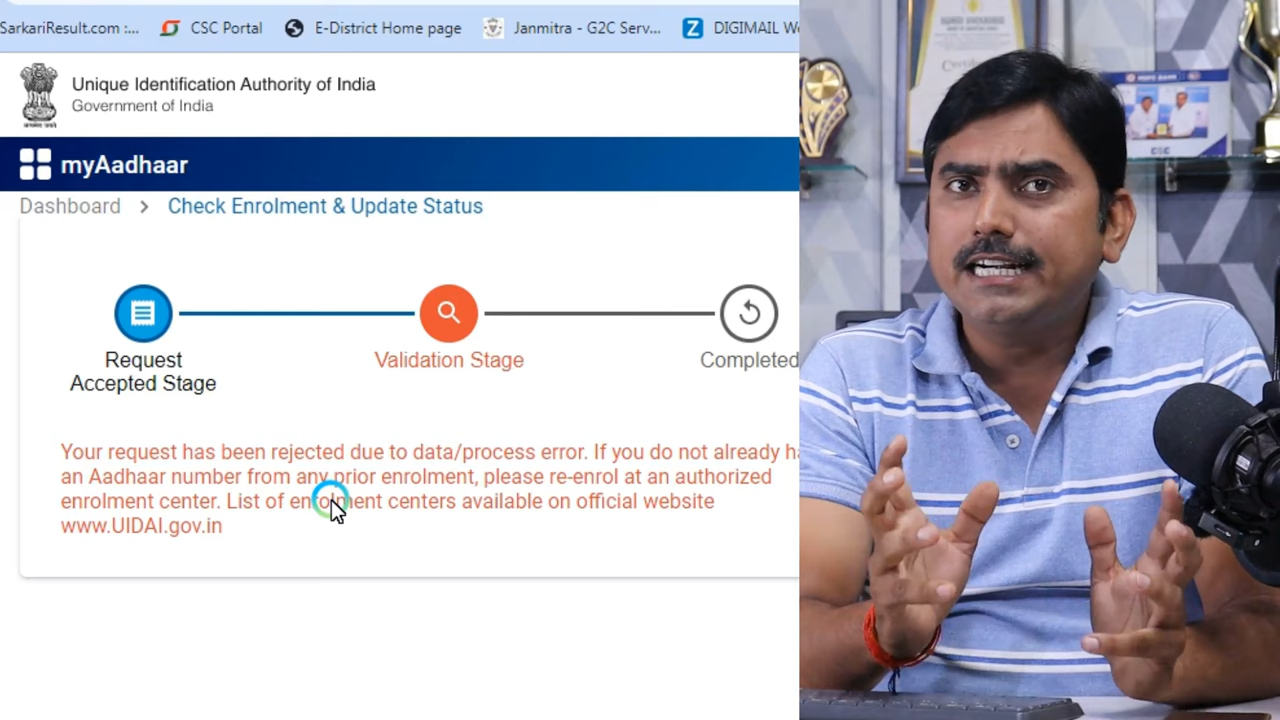 SarkariResult.com :...
CSC Portal
E-District Home page
Janmitra - G2C Serv...
DIGIMAIL W
Unique Identification Authority of India
Government of India
myAadhaar
Dashboard > Check Enrolment & Update Status
Request
Accepted Stage
Validation Stage
Completed
Your request has been rejected due to data/process error. If you do not already ha
an Aadhaar number from any prior enrolment, please re-enrol at an authorized
enrolment center. List of enrolment centers available on official website
www.UIDAI.gov.in
CSC